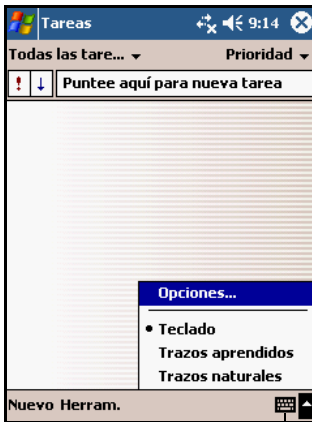 Tareas 9:14
Todas las tare... Prioridad
! ↓ Puntee aquí para nueva tarea
Opciones...
• Teclado
Trazos aprendidos
Trazos naturales
Nuevo Herram.